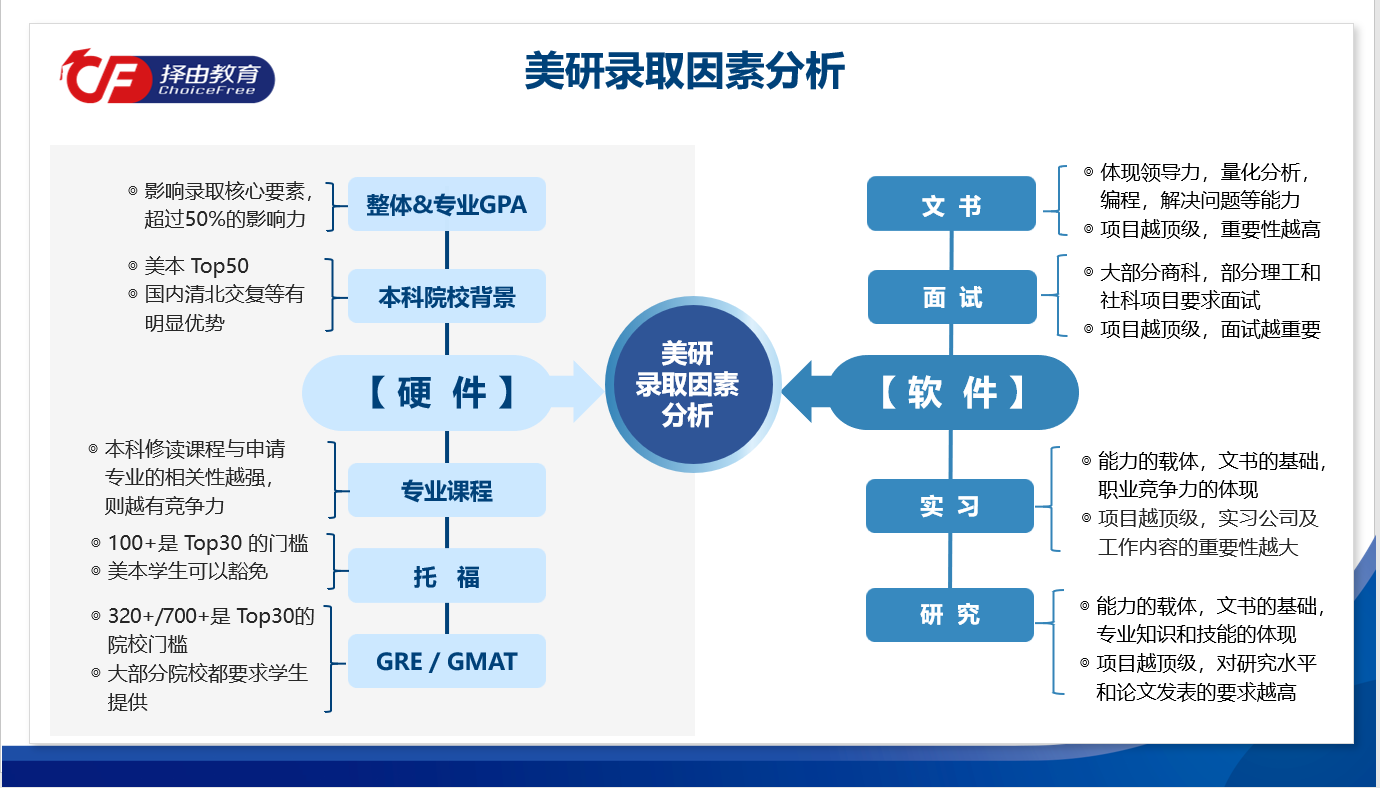 CF
择由教育
ChoiceFree
美研录取因素分析
影响录取核心要素，
超过50%的影响力
整体&专业GPA
美本 Top50
国内清北交复等有
明显优势
本科院校背景
【 硬 件 】
本科修读课程与申请
专业的相关性越强，
则越有竞争力
专业课程
100+是 Top30 的门槛
美本学生可以豁免
托 福
320+/700+是 Top30的
院校门槛
大部分院校都要求学生
提供
GRE / GMAT
美研
录取因素
分析
文 书
体现领导力，量化分析，
编程，解决问题等能力
项目越顶级，重要性越高
面 试
大部分商科，部分理工和
社科项目要求面试
项目越顶级，面试越重要
【 软 件 】
实 习
能力的载体，文书的基础，
职业竞争力的体现
项目越顶级，实习公司及
工作内容的重要性越大
研 究
能力的载体，文书的基础，
专业知识和技能的体现
项目越顶级，对研究水平
和论文发表的要求越高